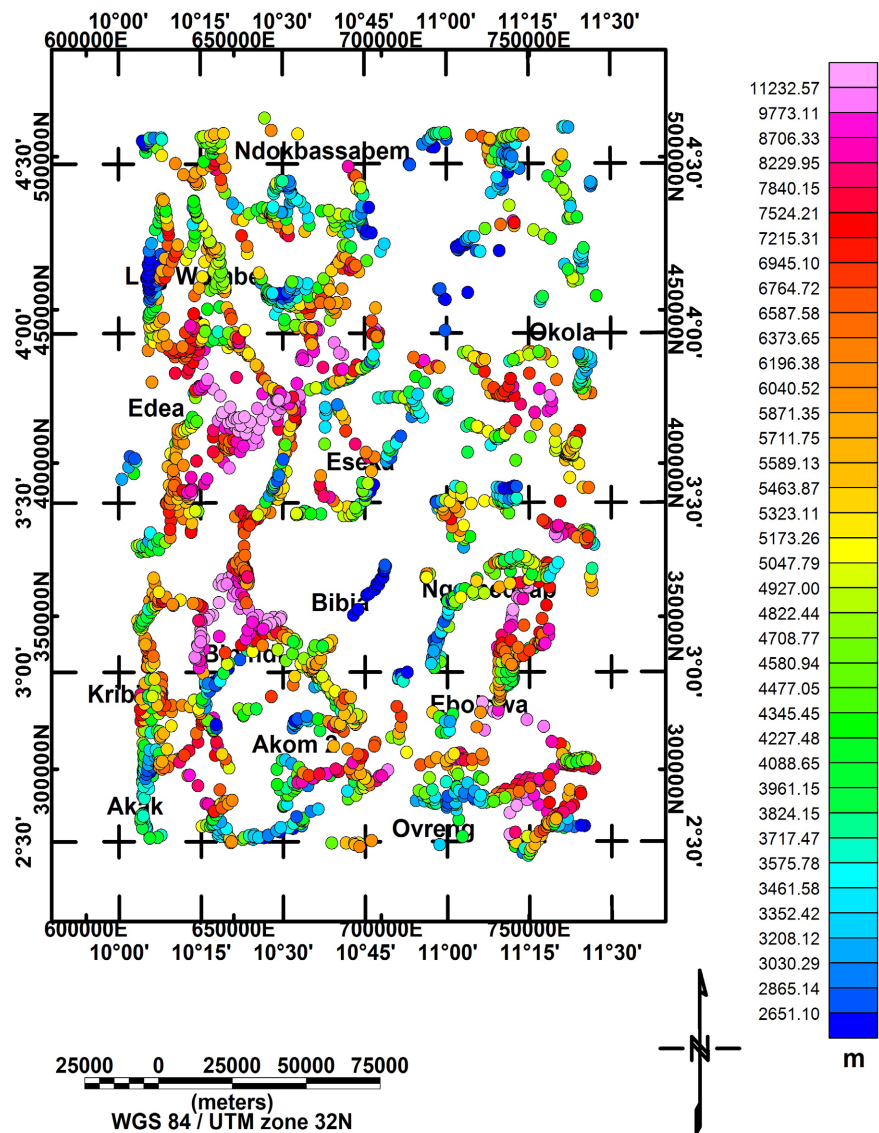 10°00' 10°15' 10°30' 10°45' 11°00' 11°15' 11°30'
600000E 650000E 700000E 750000E
4°30' 500000N
4°00' 450000N
3°30' 400000N
3°00' 350000N
2°30' 300000N
500000N 4°30'
450000N 4°00'
400000N 3°30'
350000N 3°00'
300000N 2°30'
Ndokbassabem
Okola
Edea
Eseka
Bibia
Akom 2
Ovreng
600000E 650000E 700000E 750000E
10°00' 10°15' 10°30' 10°45' 11°00' 11°15' 11°30'
11232.57
9773.11
8706.33
8229.95
7840.15
7524.21
7215.31
6945.10
6764.72
6587.58
6373.65
6196.38
6040.52
5871.35
5711.75
5589.13
5463.87
5323.11
5173.26
5047.79
4927.00
4822.44
4708.77
4580.94
4477.05
4345.45
4227.48
4088.65
3961.15
3824.15
3717.47
3575.78
3461.58
3352.42
3208.12
3030.29
2865.14
2651.10
m
N
25000 0 25000 50000 75000
(meters)
WGS 84 / UTM zone 32N